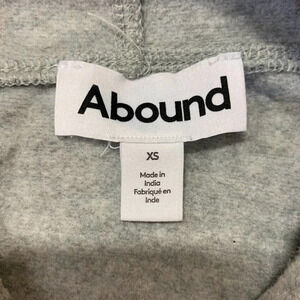 Abound
XS
Made in
India
Fabriqué en
Inde